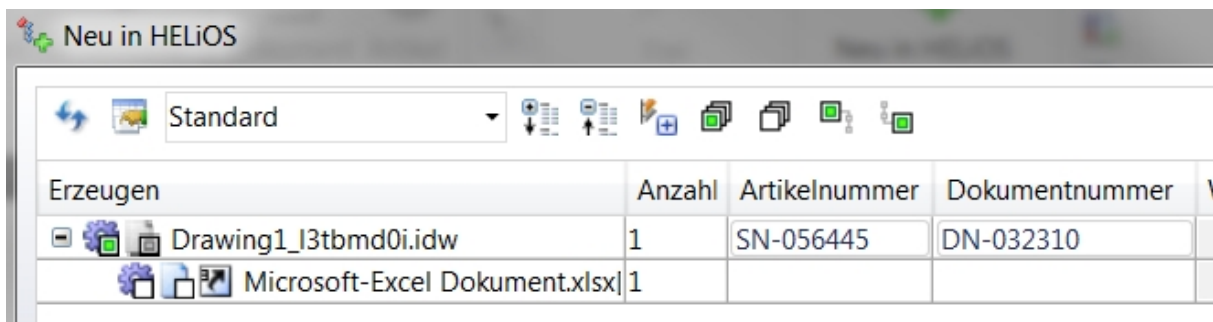 Neu in HELiOS
Standard
Erzeugen Anzahl Artikelnummer Dokumentnummer
Drawing1_l3tbmd0i.idw 1 SN-056445 DN-032310
Microsoft-Excel Dokument.xlsx 1